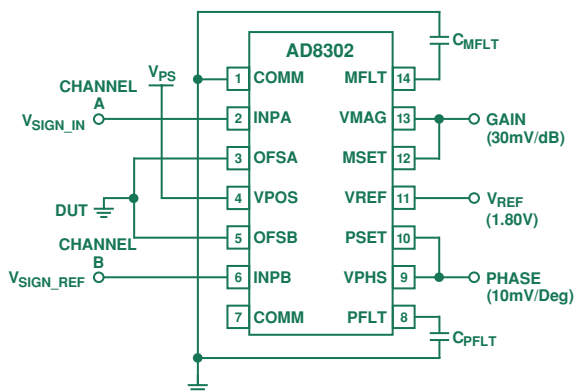 C_MFLT
AD8302
CHANNEL
A
V_PS
1 COMM MFLT 14
V_SIGN_IN 2 INPA VMAG 13 GAIN
(30mV/dB)
3 OFSA MSET 12
4 VPOS VREF 11 V_REF
(1.80V)
DUT
CHANNEL
B
5 OFSB PSET 10
V_SIGN_REF 6 INPB VPHS 9 PHASE
(10mV/Deg)
7 COMM PFLT 8
C_PFLT